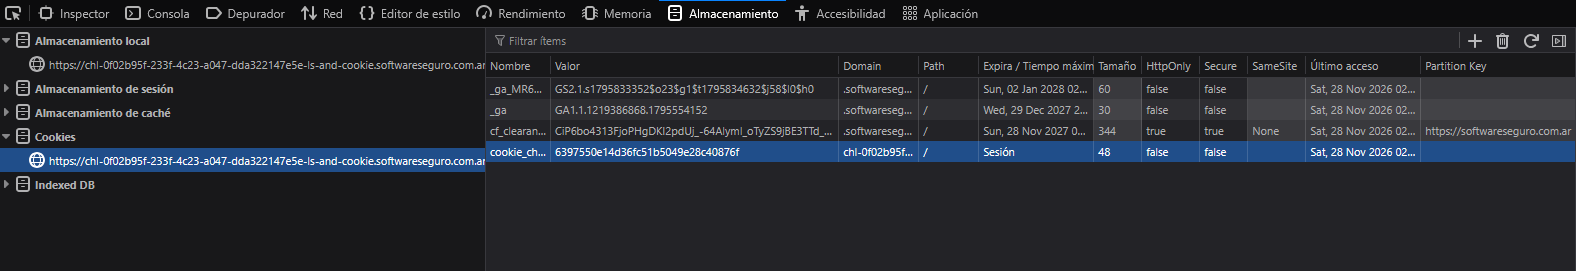 Inspector Consola Depurador Red Editor de estilo Rendimiento Memoria Almacenamiento Accesibilidad Aplicación
Almacenamiento local
https://chl-0f02b95f-233f-4c23-a047-dda322147e5e-ls-and-cookie.softwareseguro.com.ar
Almacenamiento de sesión
Almacenamiento de caché
Cookies
https://chl-0f02b95f-233f-4c23-a047-dda322147e5e-ls-and-cookie.softwareseguro.com.ar
Indexed DB
Filtrar ítems
Nombre Valor Domain Path Expira / Tiempo máxim Tamaño HttpOnly Secure SameSite Último acceso Partition Key
_ga_MR6... GS2.1.s1795833352$o23$g1$t1795834632$j58$l0$h0 .softwareseg... / Sun, 02 Jan 2028 02... 60 false false Sat, 28 Nov 2026 02...
_ga GA1.1.1219386868.1795554152 .softwareseg... / Wed, 29 Dec 2027 2... 30 false false Sat, 28 Nov 2026 02...
cf_clearan... CiP6bo4313FjoPHgDKI2pdUj_-64AIymI_oTyZS9jBE3TTd_... .softwareseg... / Sun, 28 Nov 2027 0... 344 true true None Sat, 28 Nov 2026 02... https://softwareseguro.com.ar
cookie_ch... 6397550e14d36fc51b5049e28c40876f chl-0f02b95f... / Sesión 48 false false Sat, 28 Nov 2026 02...